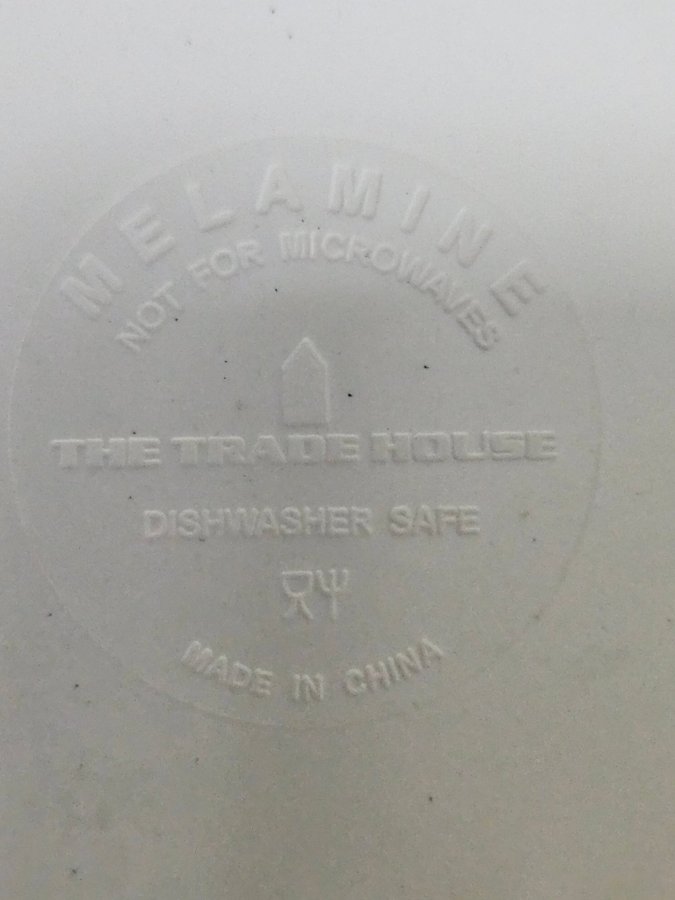 MELAMINE
NOT FOR MICROWAVES
THE TRADE HOUSE
DISHWASHER SAFE
MADE IN CHINA